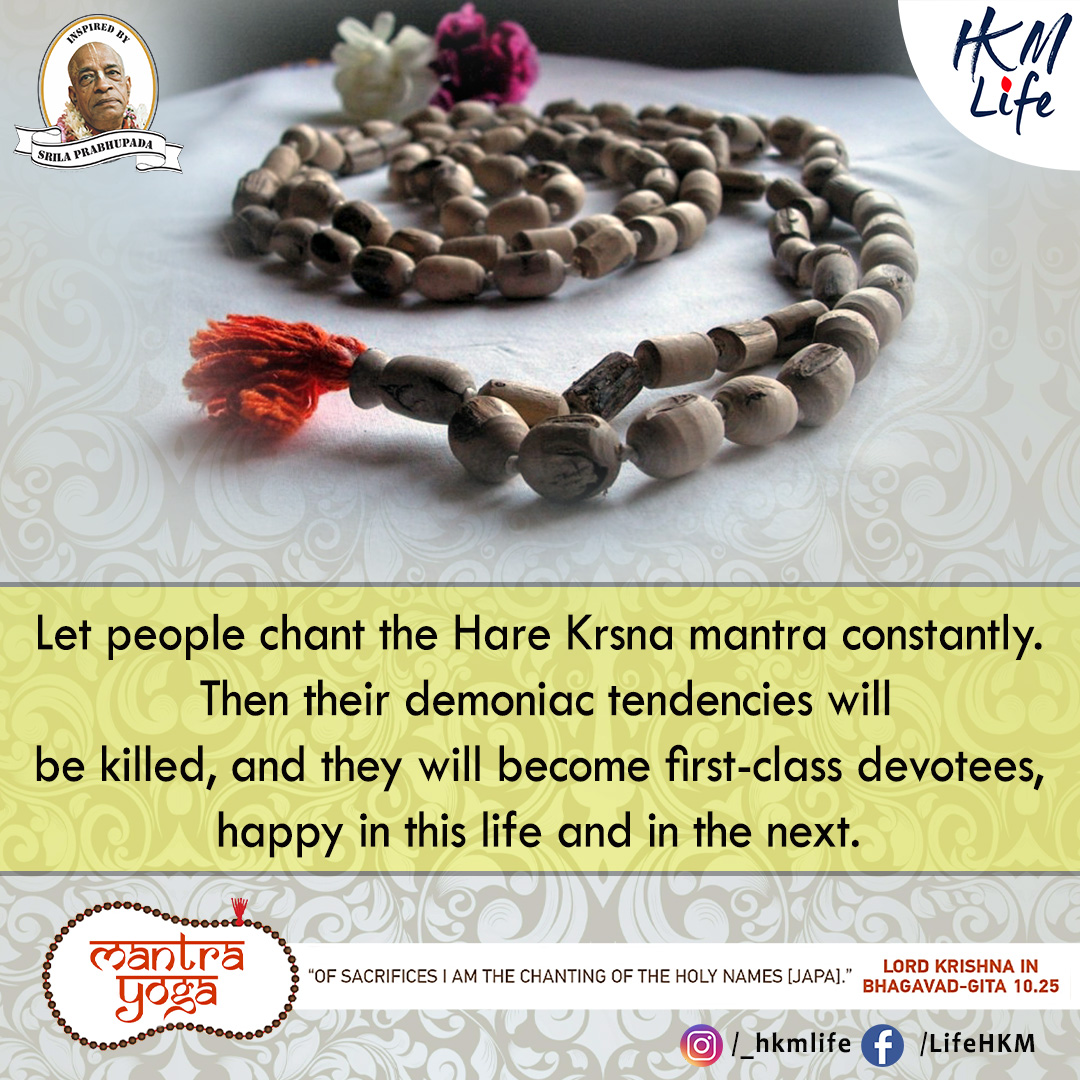 INSPIRED BY
SRILA PRABHUPADA
HKM
Life
Let people chant the Hare Krsna mantra constantly.
Then their demoniac tendencies will
be killed, and they will become first-class devotees,
happy in this life and in the next.
mantra
yoga
“OF SACRIFICES I AM THE CHANTING OF THE HOLY NAMES [JAPA].”
LORD KRISHNA IN
BHAGAVAD-GITA 10.25
/_hkmlife
/LifeHKM